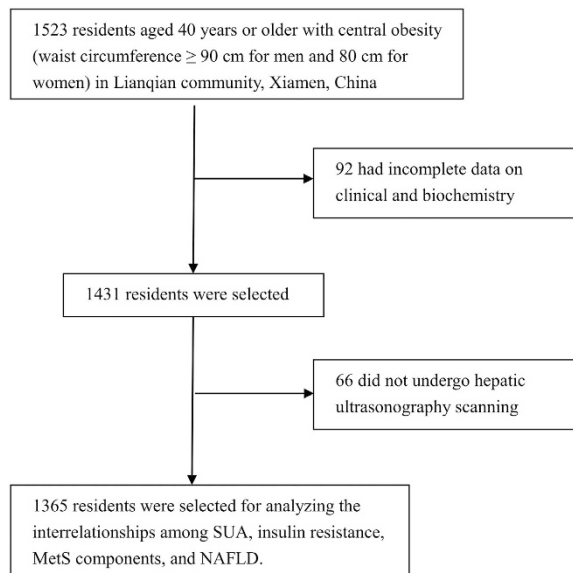 1523 residents aged 40 years or older with central obesity
(waist circumference ≥ 90 cm for men and 80 cm for
women) in Lianqian community, Xiamen, China
92 had incomplete data on
clinical and biochemistry
1431 residents were selected
66 did not undergo hepatic
ultrasonography scanning
1365 residents were selected for analyzing the
interrelationships among SUA, insulin resistance,
MetS components, and NAFLD.